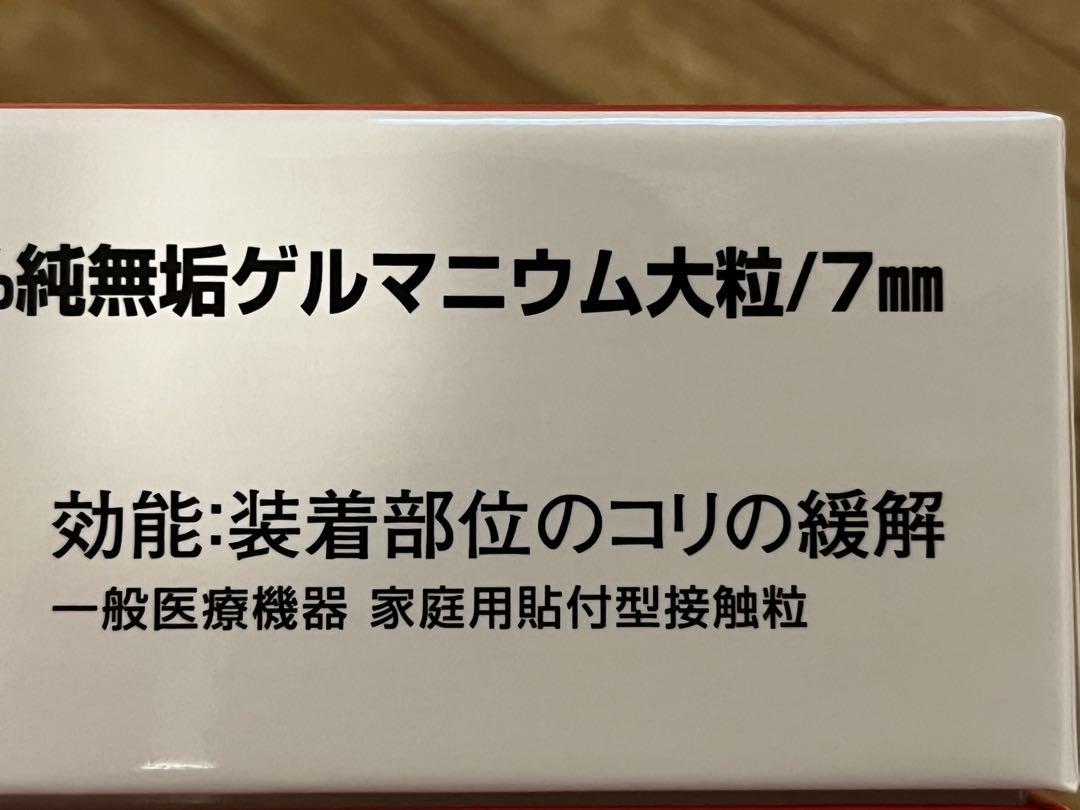 %純無垢ゲルマニウム大粒/7㎜
効能:装着部位のコリの緩解
一般医療機器 家庭用貼付型接触粒